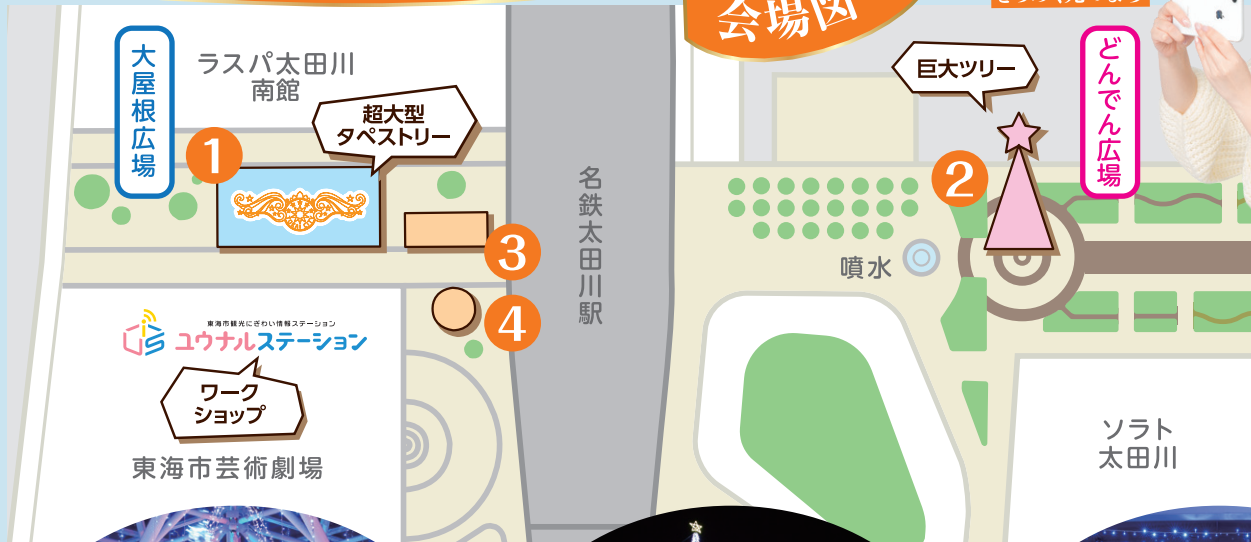 会場図
大屋根広場
ラスパ太田川
南館
超大型
タペストリー
1
名鉄太田川駅
巨大ツリー
どんでん広場
2
噴水
3
4
東海市観光にぎわい情報ステーション
ユウナルステーション
ワーク
ショップ
東海市芸術劇場
ソラト
太田川